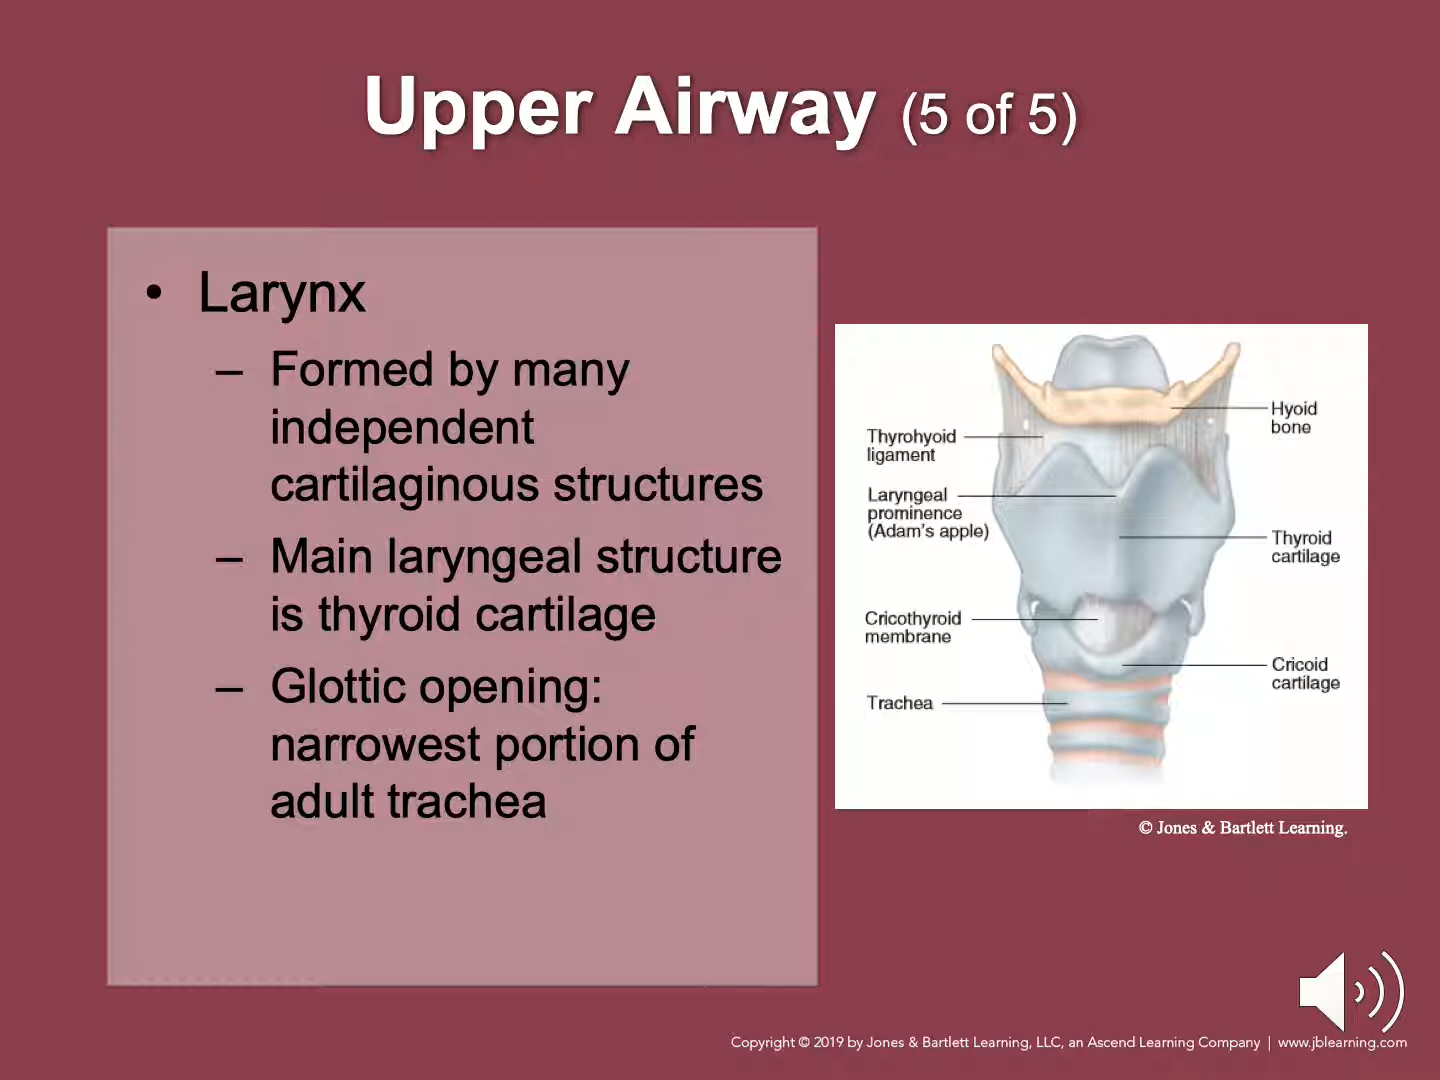 Upper Airway (5 of 5)
• Larynx
– Formed by many
independent
cartilaginous structures
– Main laryngeal structure
is thyroid cartilage
– Glottic opening:
narrowest portion of
adult trachea
Thyrohyoid
ligament
Laryngeal
prominence
(Adam's apple)
Cricothyroid
membrane
Trachea
Hyoid
bone
Thyroid
cartilage
Cricoid
cartilage
© Jones & Bartlett Learning.
Copyright © 2019 by Jones & Bartlett Learning, LLC, an Ascend Learning Company | www.jblearning.com